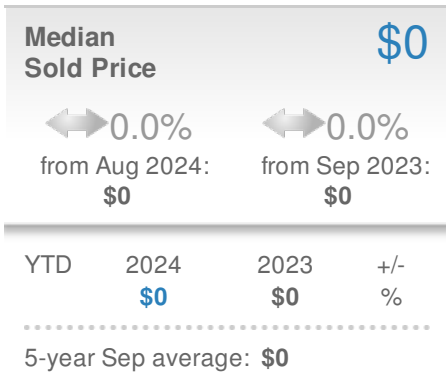 Median $0
Sold Price
0.0% 0.0%
from Aug 2024: from Sep 2023:
$0 $0
YTD 2024 2023 +/-
$0 $0 %
5-year Sep average: $0